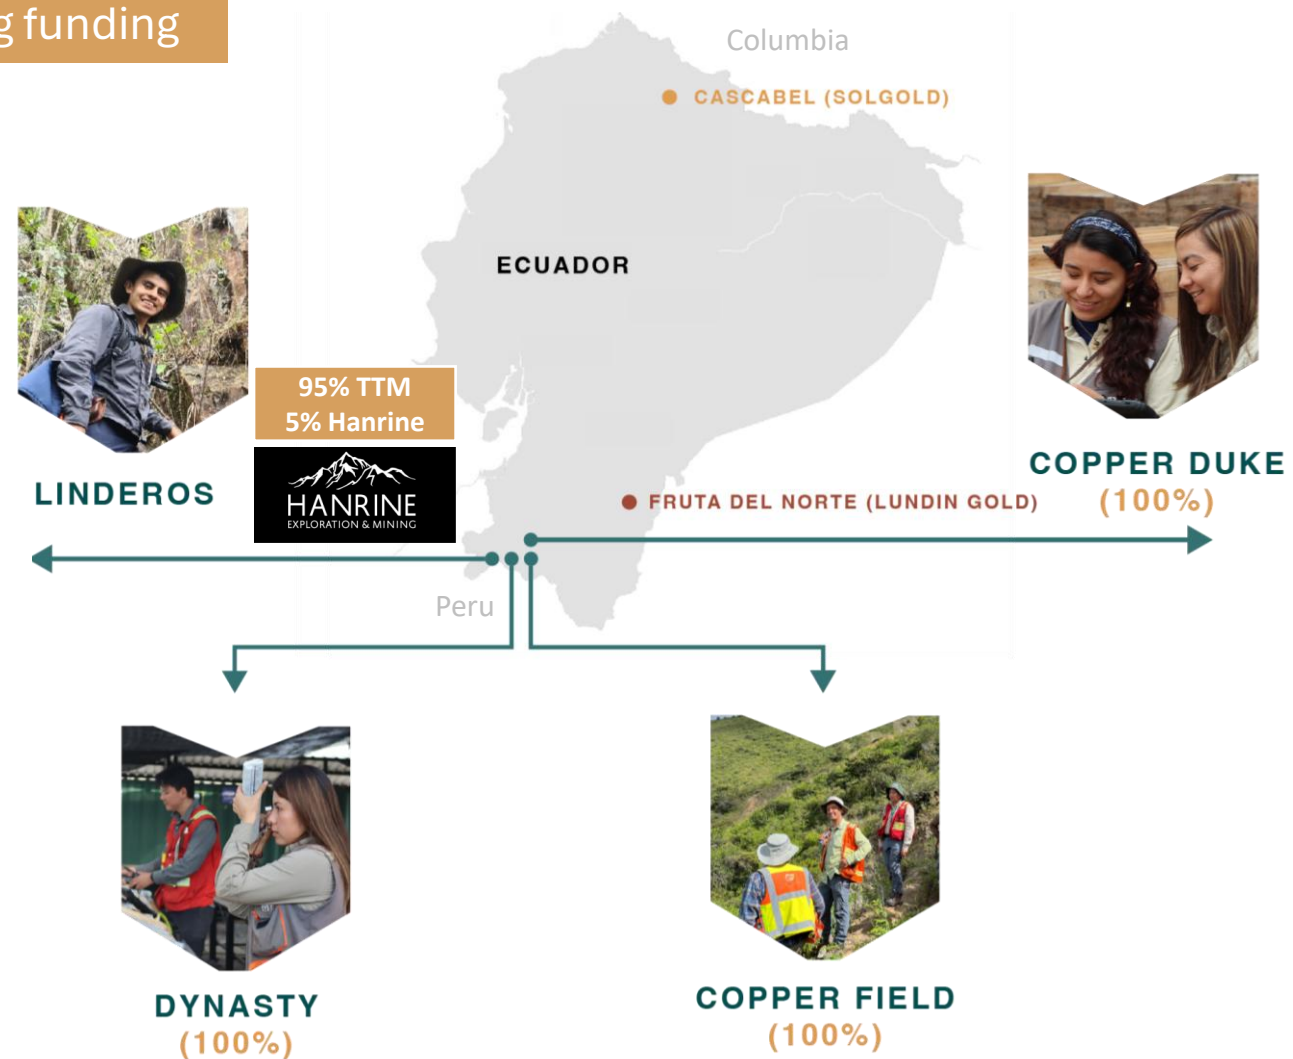 g funding
Columbia
CASCABEL (SOLGOLD)
ECUADOR
95% TTM
5% Hanrine
HANRINE
EXPLORATION & MINING
LINDEROS
COPPER DUKE
(100%)
FRUTA DEL NORTE (LUNDIN GOLD)
Peru
DYNASTY
(100%)
COPPER FIELD
(100%)